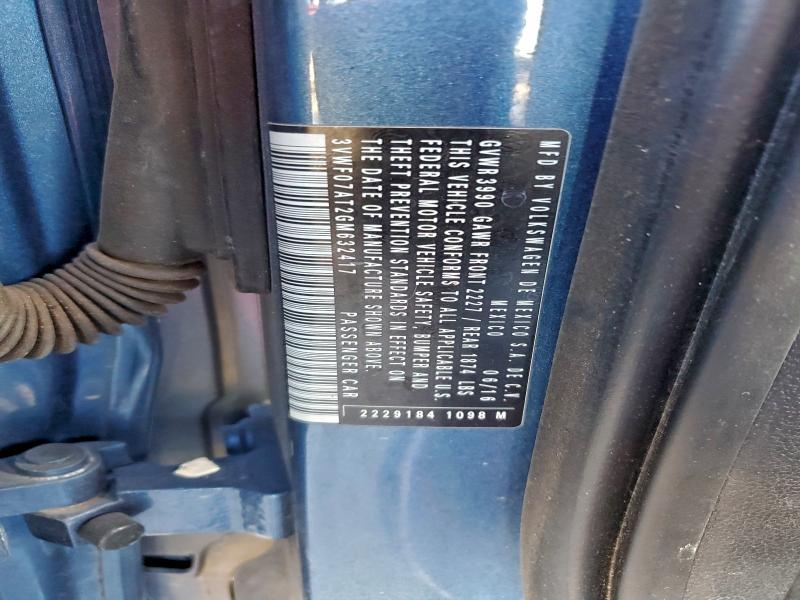 MFD BY VOLKSWAGEN DE MEXICO S.A. DE C.V.
MEXICO 06/16
GVWR 3990 GAWR FRONT 2227 / REAR 1874 LBS
THIS VEHICLE CONFORMS TO ALL APPLICABLE U.S.
FEDERAL MOTOR VEHICLE SAFETY, BUMPER AND
THEFT PREVENTION STANDARDS IN EFFECT ON
THE DATE OF MANUFACTURE SHOWN ABOVE.
3VWF07AT2GM632417 PASSENGER CAR
2229184 1098 M